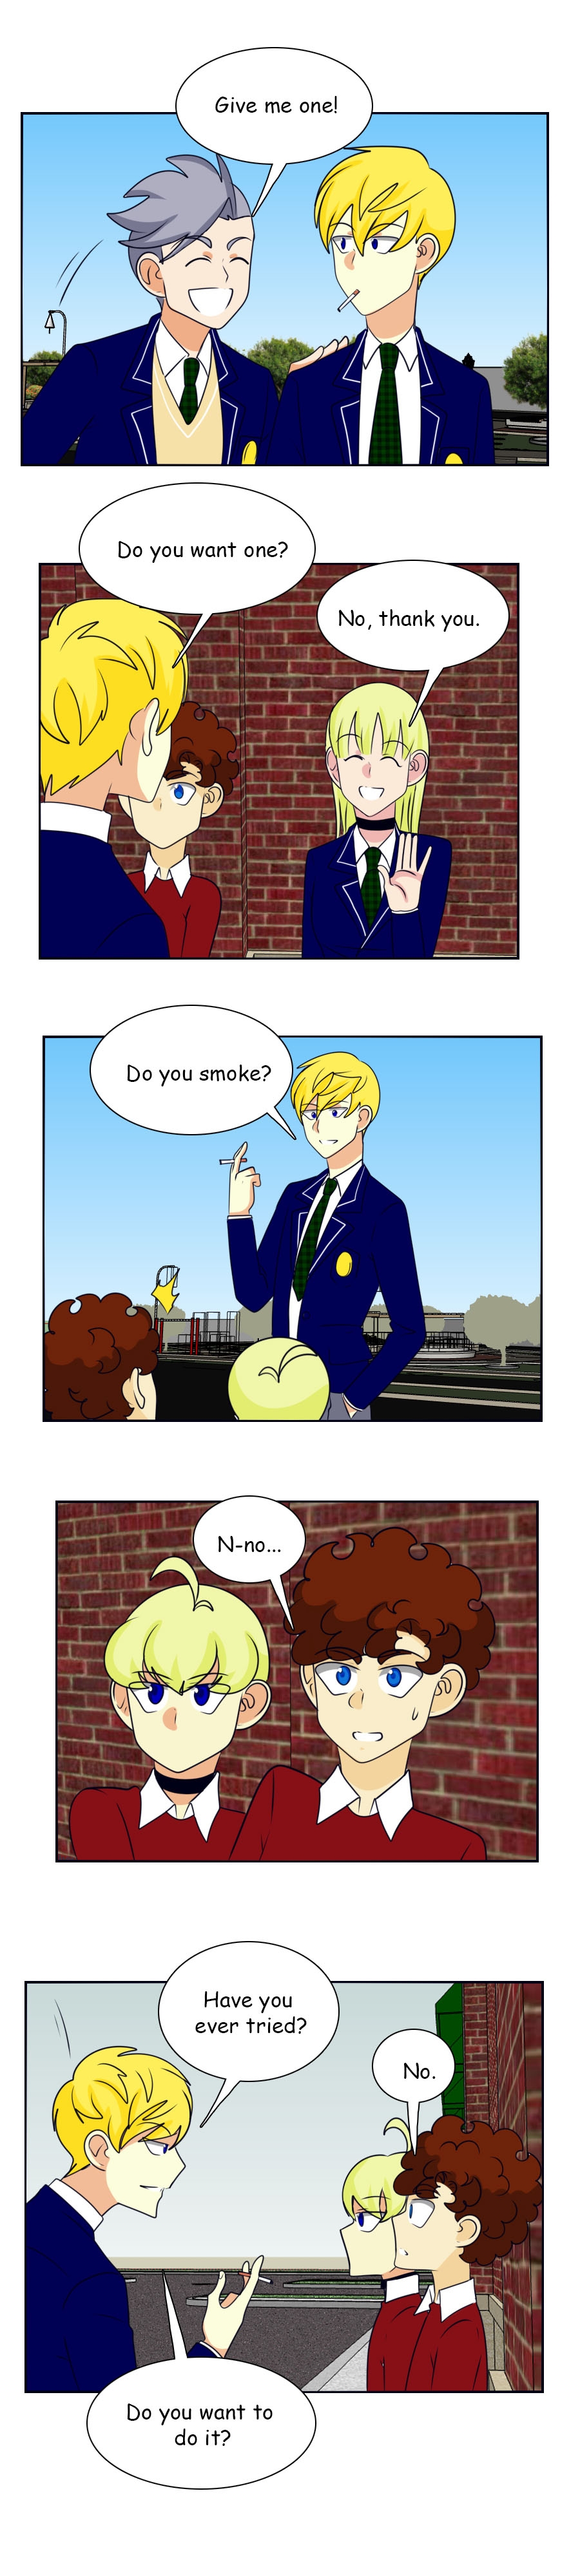 Give me one!
Do you want one?
No, thank you.
Do you smoke?
N-no...
Have you
ever tried?
No.
Do you want to
do it?